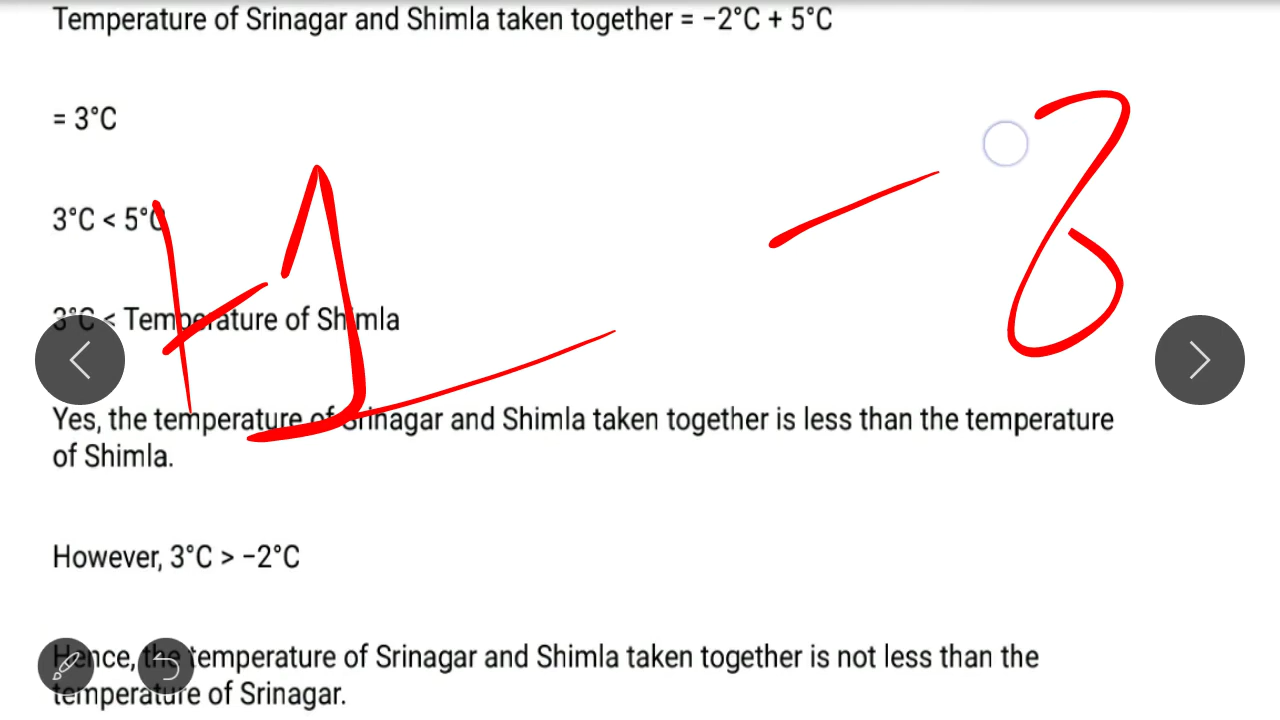 Temperature of Srinagar and Shimla taken together = −2°C + 5°C
= 3°C
3°C < 5°C
3°C < Temperature of Shimla
Yes, the temperature of Srinagar and Shimla taken together is less than the temperature
of Shimla.
However, 3°C > −2°C
Hence, the temperature of Srinagar and Shimla taken together is not less than the
temperature of Srinagar.